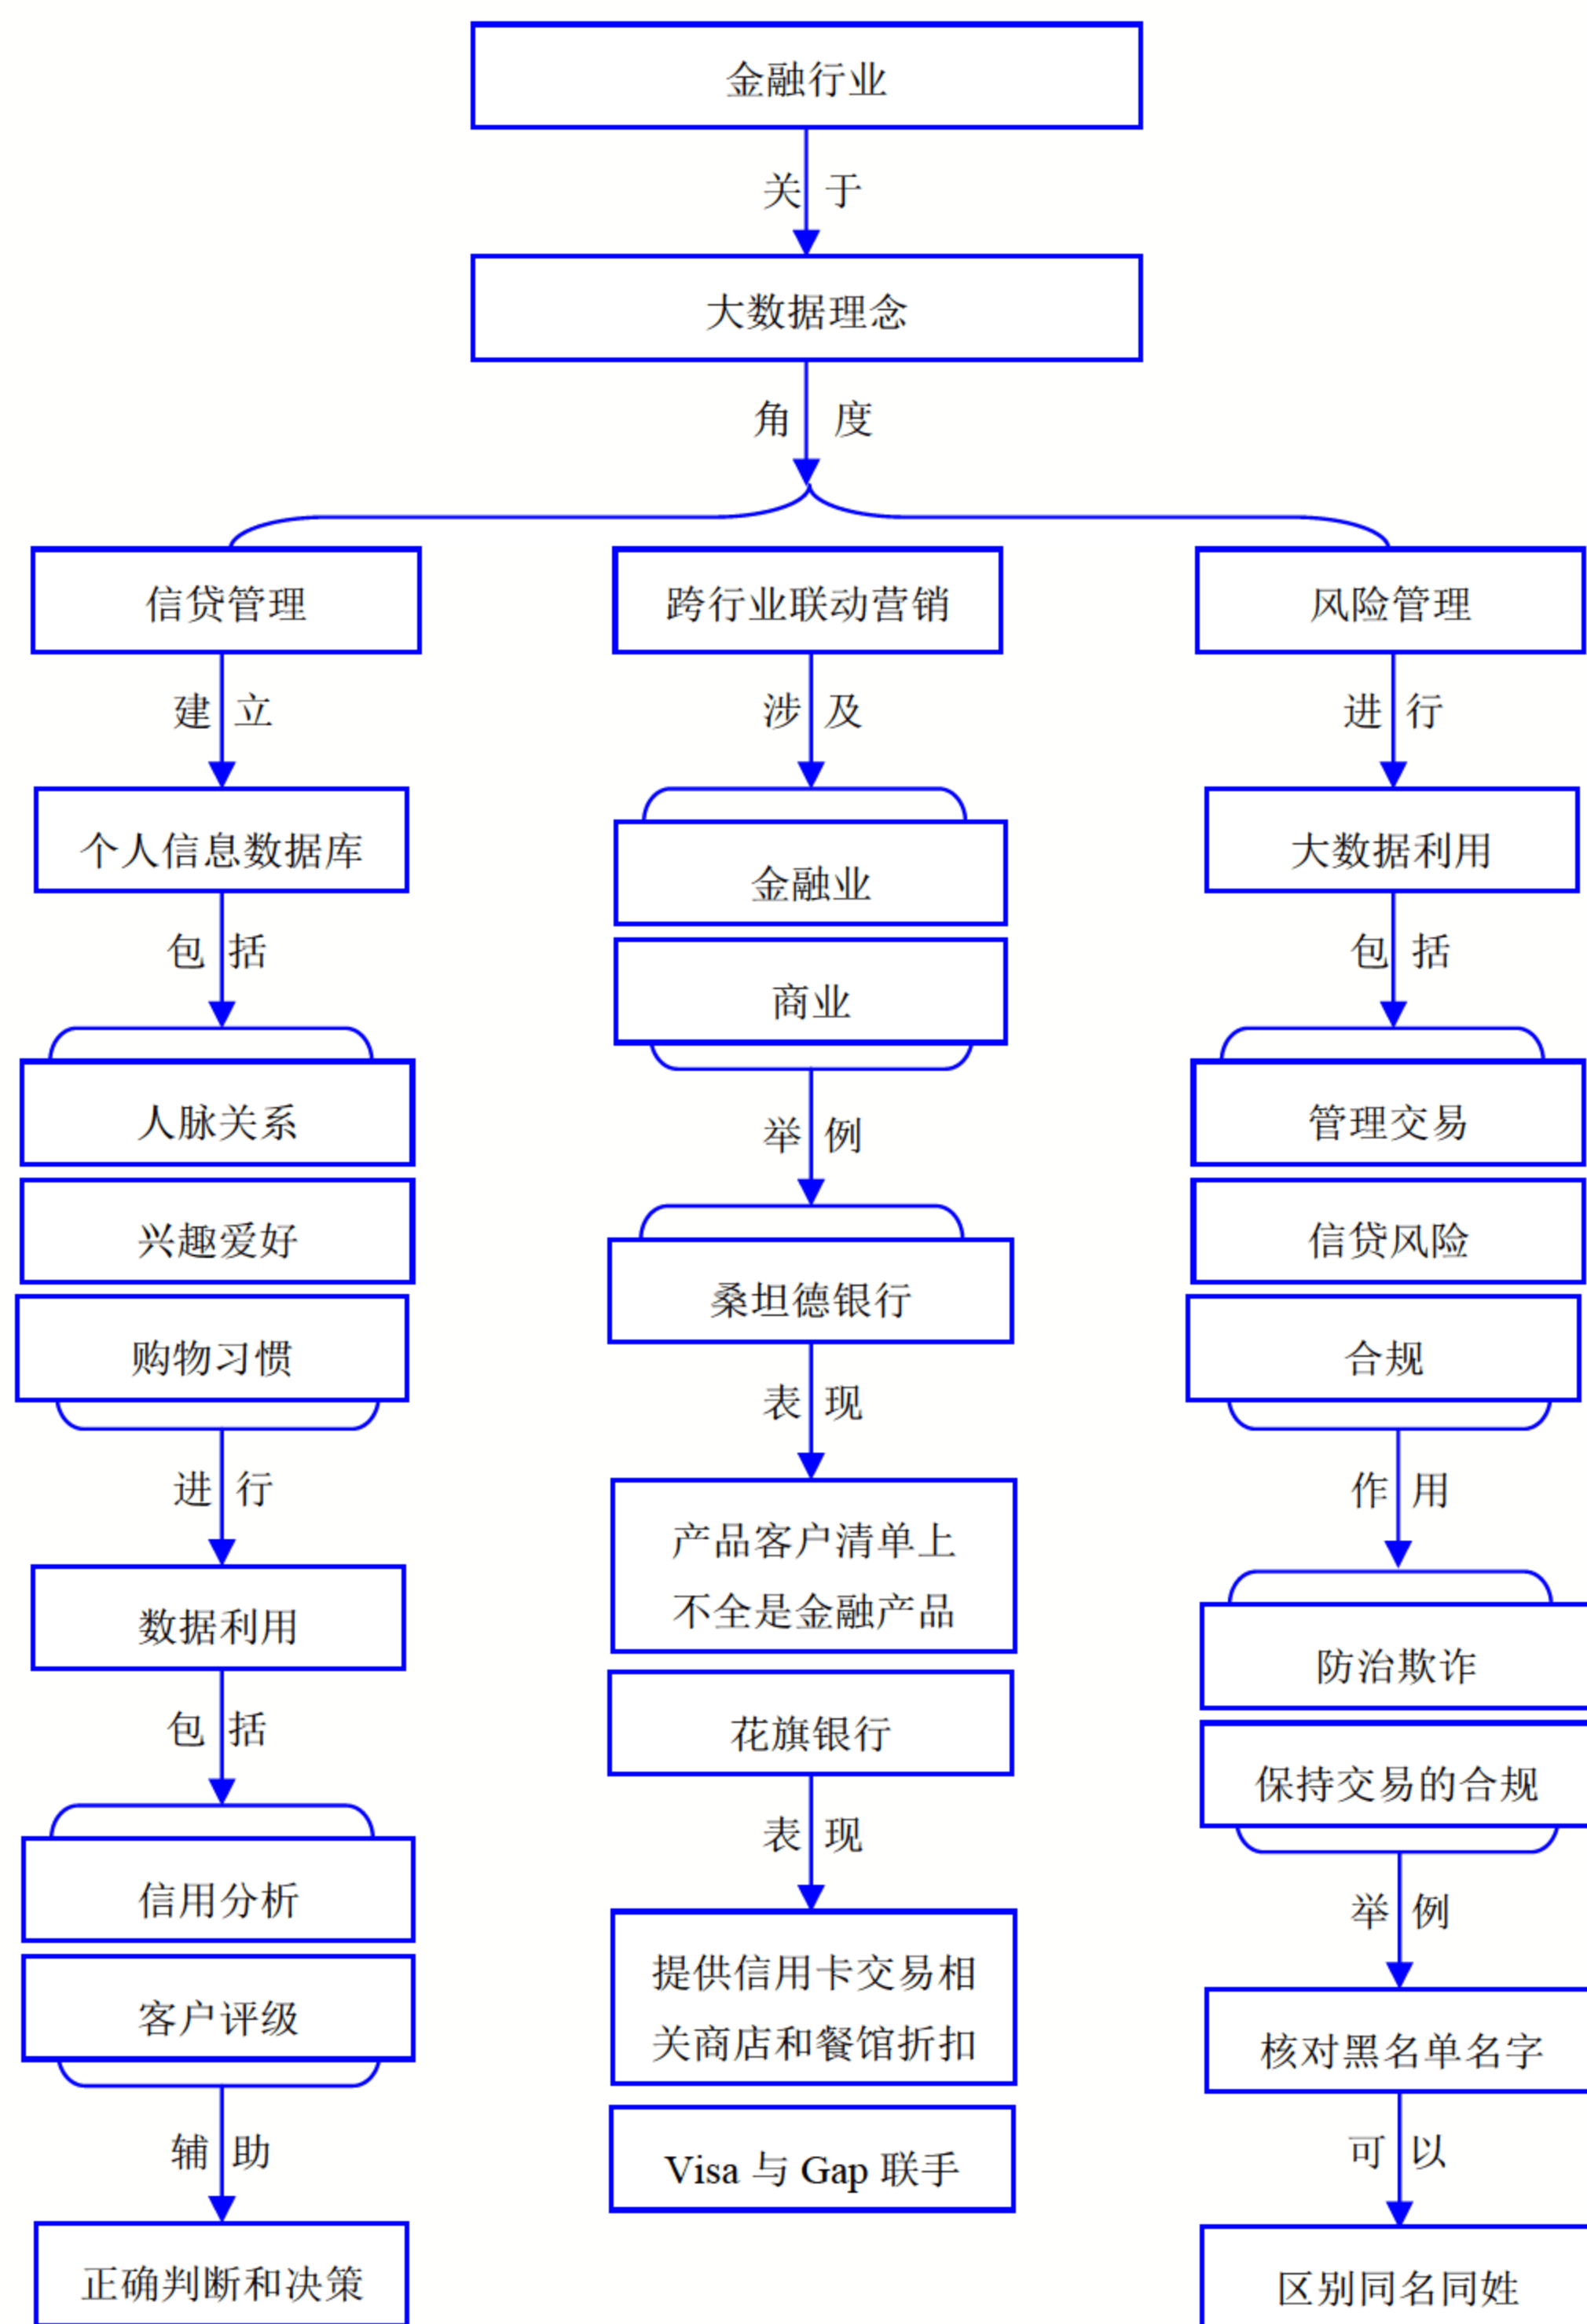 金融行业
关于
大数据理念
角度
信贷管理
建立
个人信息数据库
包括
人脉关系
兴趣爱好
购物习惯
进行
数据利用
包括
信用分析
客户评级
辅助
正确判断和决策
跨行业联动营销
涉及
金融业
商业
举例
桑坦德银行
表现
产品客户清单上
不全是金融产品
花旗银行
表现
提供信用卡交易相
关商店和餐馆折扣
Visa 与 Gap 联手
风险管理
进行
大数据利用
包括
管理交易
信贷风险
合规
作用
防治欺诈
保持交易的合规
举例
核对黑名单名字
可以
区别同名同姓